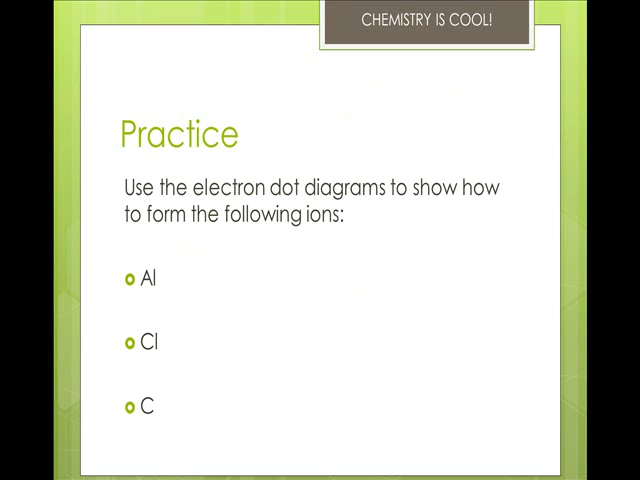 CHEMISTRY IS COOL!
Practice
Use the electron dot diagrams to show how
to form the following ions:
Al
Cl
C